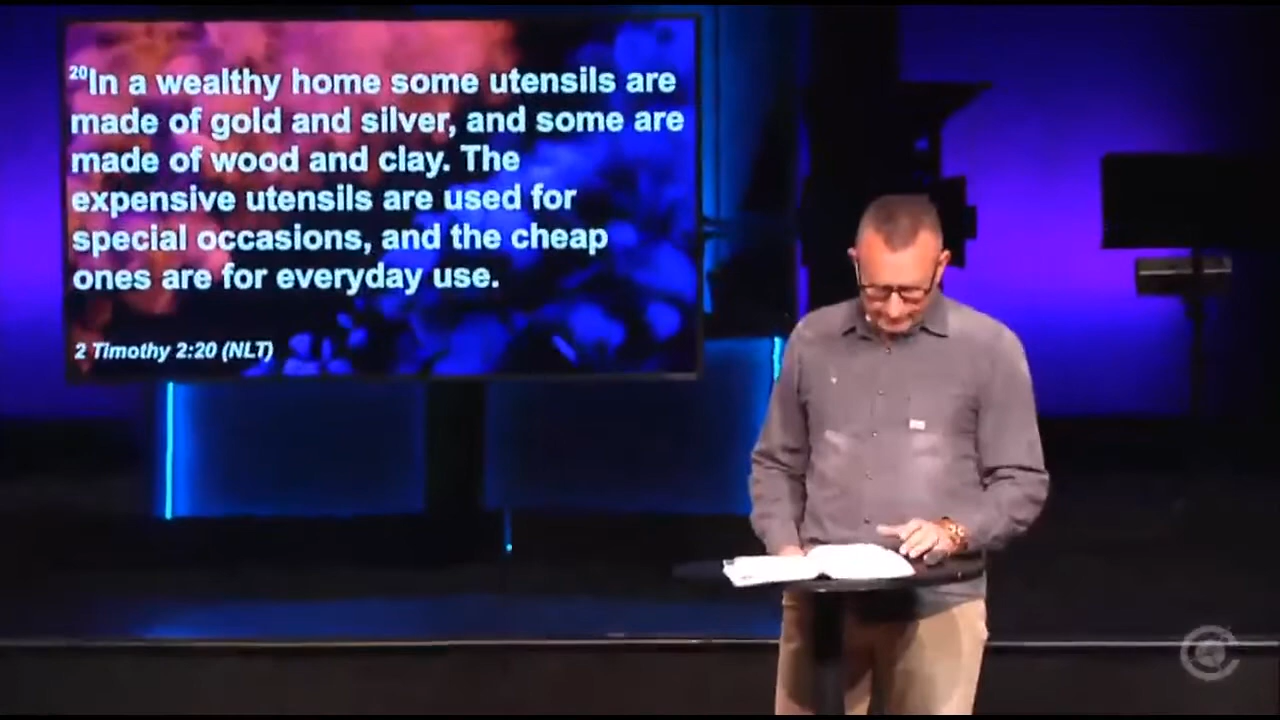 ²⁰In a wealthy home some utensils are
made of gold and silver, and some are
made of wood and clay. The
expensive utensils are used for
special occasions, and the cheap
ones are for everyday use.
2 Timothy 2:20 (NLT)